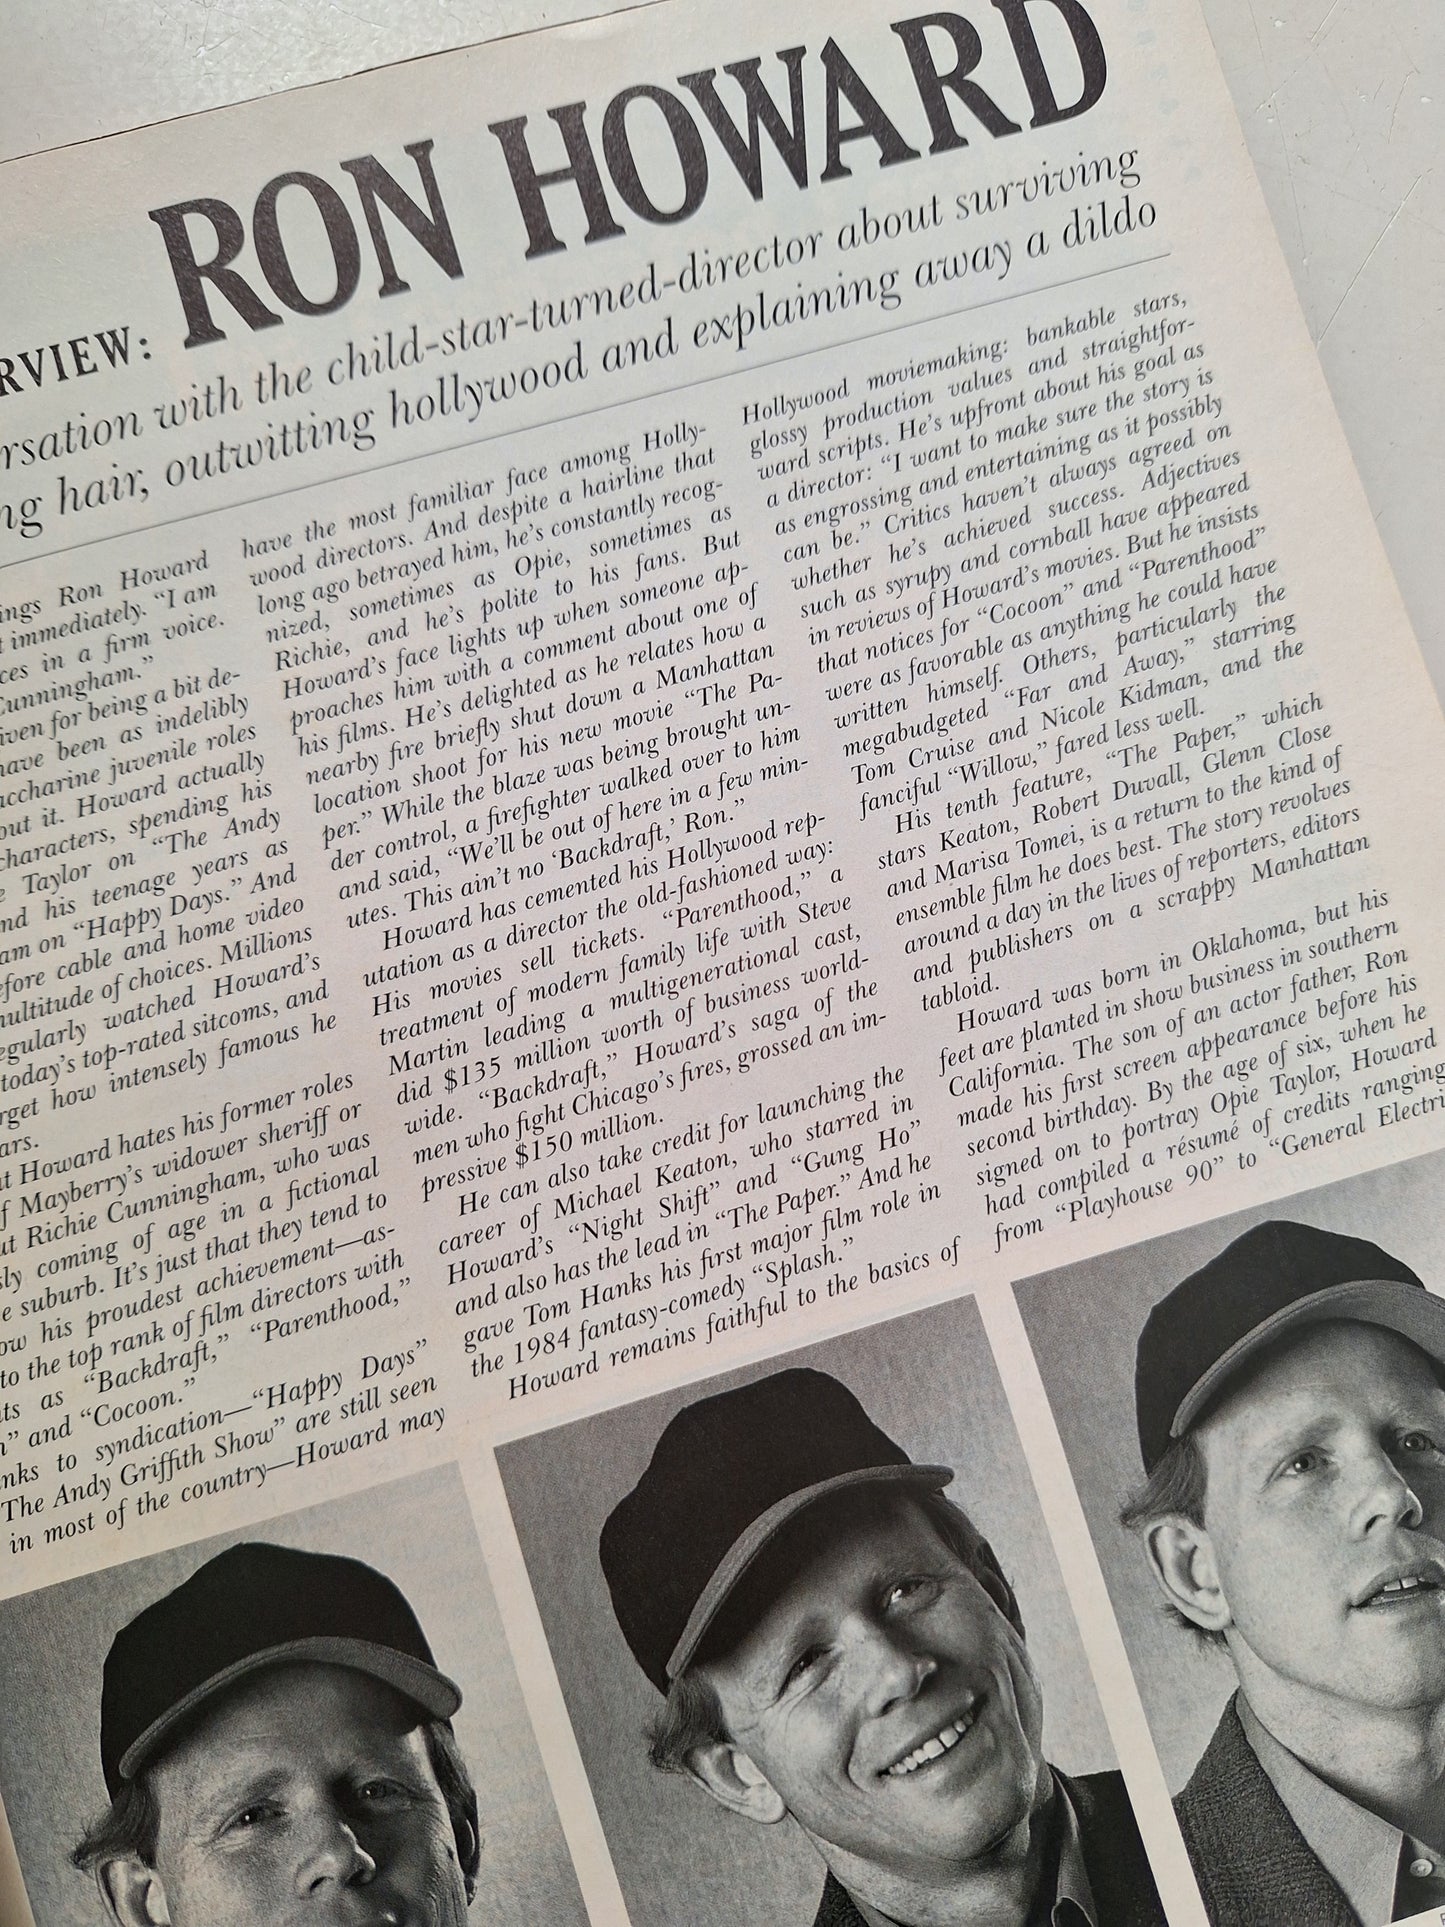 RVIEW: RON HOWARD
rsation with the child-star-turned-director about surviving
ng hair, outwitting hollywood and explaining away a dildo
ings Ron Howard
t immediately. “I am
ces in a firm voice.
Cunningham.”
iven for being a bit de-
have been as indelibly
accharine juvenile roles
out it. Howard actually
characters, spending his
e Taylor on “The Andy
nd his teenage years as
am on “Happy Days.” And
efore cable and home video
multitude of choices. Millions
egularly watched Howard’s
today’s top-rated sitcoms, and
rget how intensely famous he
ars.
t Howard hates his former roles
f Mayberry’s widower sheriff or
ut Richie Cunningham, who was
sly coming of age in a fictional
e suburb. It’s just that they tend to
ow his proudest achievement—as-
to the top rank of film directors with
ts as “Backdraft,” “Parenthood,”
” and “Cocoon.”
nks to syndication—“Happy Days”
The Andy Griffith Show” are still seen
in most of the country—Howard may
have the most familiar face among Holly-
wood directors. And despite a hairline that
long ago betrayed him, he’s constantly recog-
nized, sometimes as Opie, sometimes as
Richie, and he’s polite to his fans. But
Howard’s face lights up when someone ap-
proaches him with a comment about one of
his films. He’s delighted as he relates how a
nearby fire briefly shut down a Manhattan
location shoot for his new movie “The Pa-
per.” While the blaze was being brought un-
der control, a firefighter walked over to him
and said, “We’ll be out of here in a few min-
utes. This ain’t no ‘Backdraft,’ Ron.”
Howard has cemented his Hollywood rep-
utation as a director the old-fashioned way:
His movies sell tickets. “Parenthood,” a
treatment of modern family life with Steve
Martin leading a multigenerational cast,
did $135 million worth of business world-
wide. “Backdraft,” Howard’s saga of the
men who fight Chicago’s fires, grossed an im-
pressive $150 million.
He can also take credit for launching the
career of Michael Keaton, who starred in
Howard’s “Night Shift” and “Gung Ho”
and also has the lead in “The Paper.” And he
gave Tom Hanks his first major film role in
the 1984 fantasy-comedy “Splash.”
Howard remains faithful to the basics of
Hollywood moviemaking: bankable stars,
glossy production values and straightfor-
ward scripts. He’s upfront about his goal as
a director: “I want to make sure the story is
as engrossing and entertaining as it possibly
can be.” Critics haven’t always agreed on
whether he’s achieved success. Adjectives
such as syrupy and cornball have appeared
in reviews of Howard’s movies. But he insists
that notices for “Cocoon” and “Parenthood”
were as favorable as anything he could have
written himself. Others, particularly the
megabudgeted “Far and Away,” starring
Tom Cruise and Nicole Kidman, and the
fanciful “Willow,” fared less well.
His tenth feature, “The Paper,” which
stars Keaton, Robert Duvall, Glenn Close
and Marisa Tomei, is a return to the kind of
ensemble film he does best. The story revolves
around a day in the lives of reporters, editors
and publishers on a scrappy Manhattan
tabloid.
Howard was born in Oklahoma, but his
feet are planted in show business in southern
California. The son of an actor father, Ron
made his first screen appearance before his
second birthday. By the age of six, when he
signed on to portray Opie Taylor, Howard
had compiled a résumé of credits ranging
from “Playhouse 90” to “General Electri